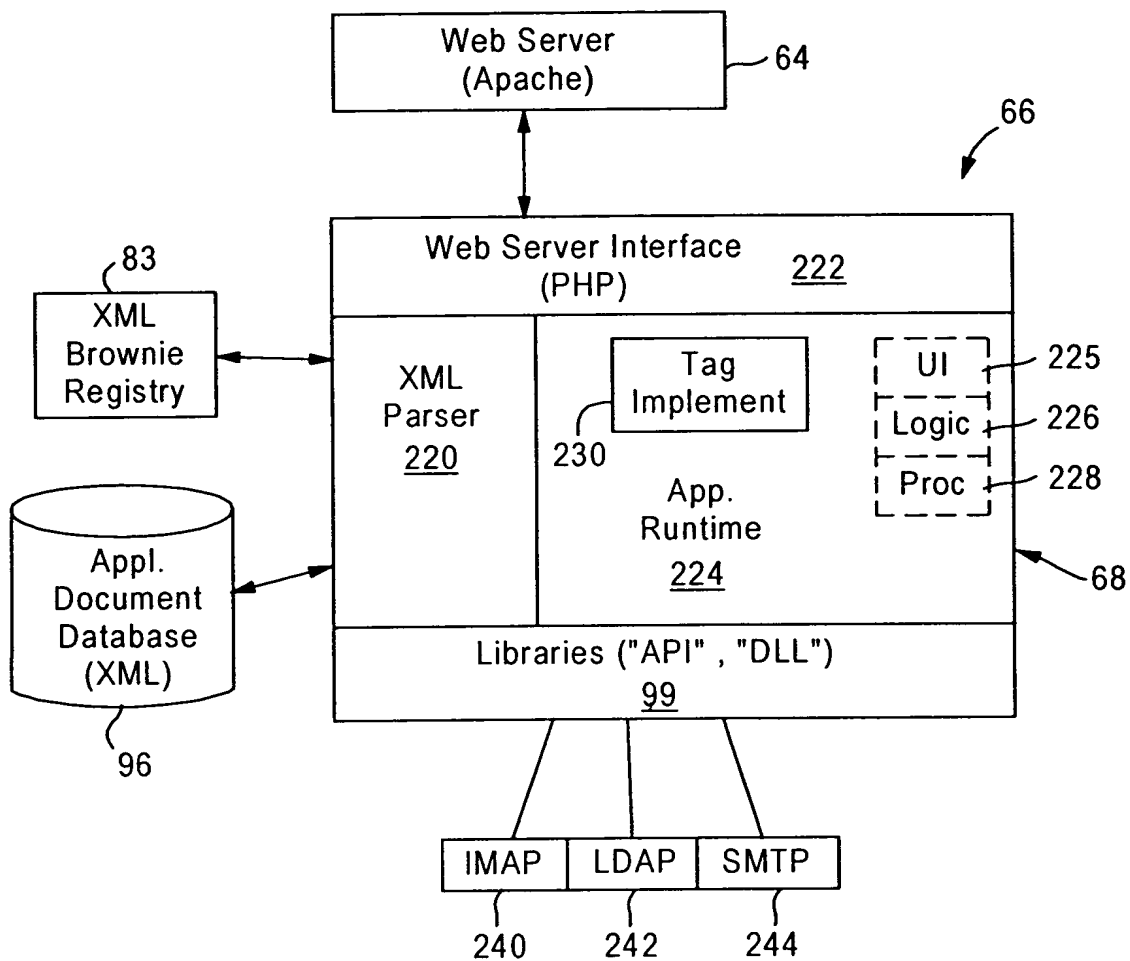 Web Server
(Apache)
64
66
Web Server Interface
(PHP)
222
83
XML
Brownie
Registry
XML
Parser
220
Tag
Implement
230
UI
225
Logic
226
Proc
228
App.
Runtime
224
68
Appl.
Document
Database
(XML)
96
Libraries ("API" , "DLL")
99
IMAP
LDAP
SMTP
240
242
244